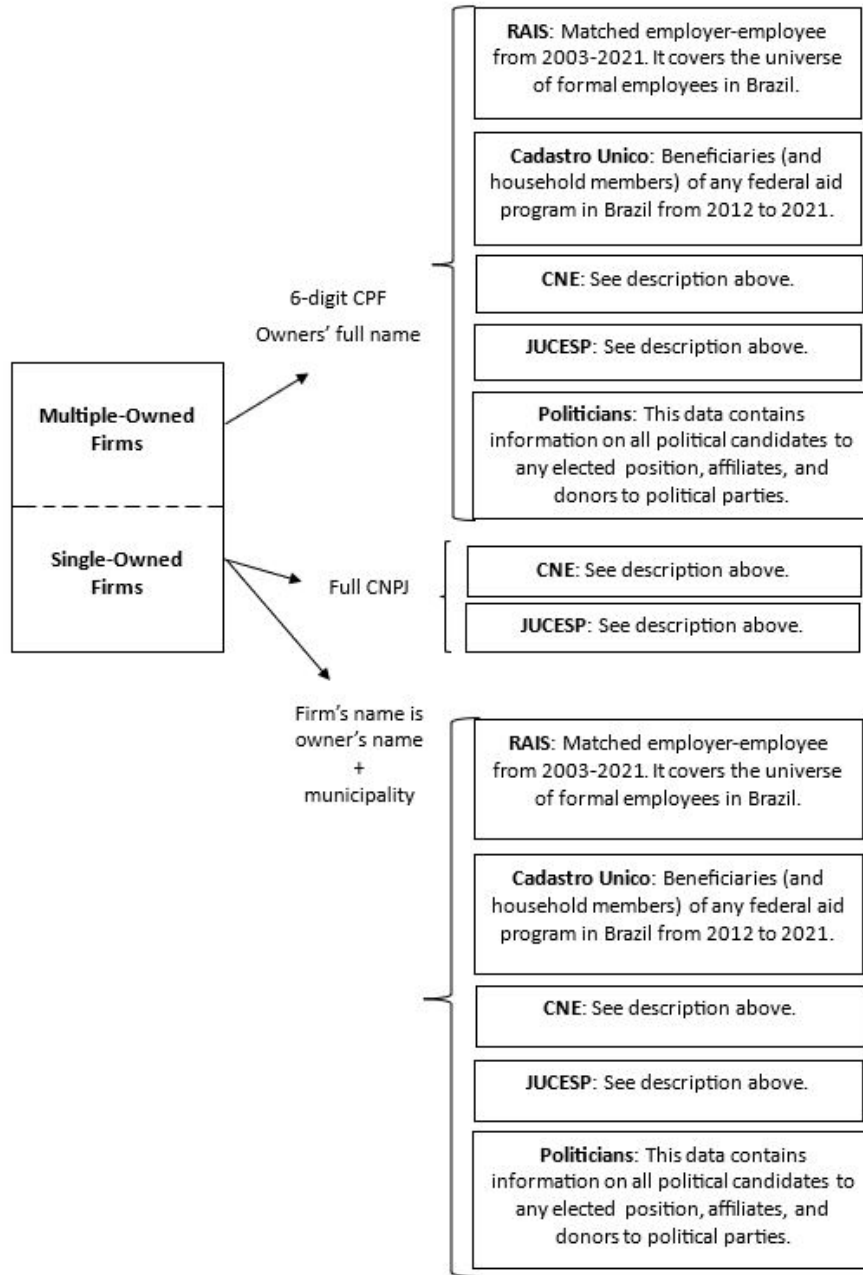 RAIS: Matched employer-employee
from 2003-2021. It covers the universe
of formal employees in Brazil.
Cadastro Unico: Beneficiaries (and
household members) of any federal aid
program in Brazil from 2012 to 2021.
6-digit CPF
Owners' full name
CNE: See description above.
JUCESP: See description above.
Multiple-Owned
Firms
Politicians: This data contains
information on all political candidates to
any elected position, affiliates, and
donors to political parties.
Single-Owned
Firms
Full CNPJ
CNE: See description above.
JUCESP: See description above.
Firm's name is
owner's name
+
municipality
RAIS: Matched employer-employee
from 2003-2021. It covers the universe
of formal employees in Brazil.
Cadastro Unico: Beneficiaries (and
household members) of any federal aid
program in Brazil from 2012 to 2021.
CNE: See description above.
JUCESP: See description above.
Politicians: This data contains
information on all political candidates to
any elected position, affiliates, and
donors to political parties.